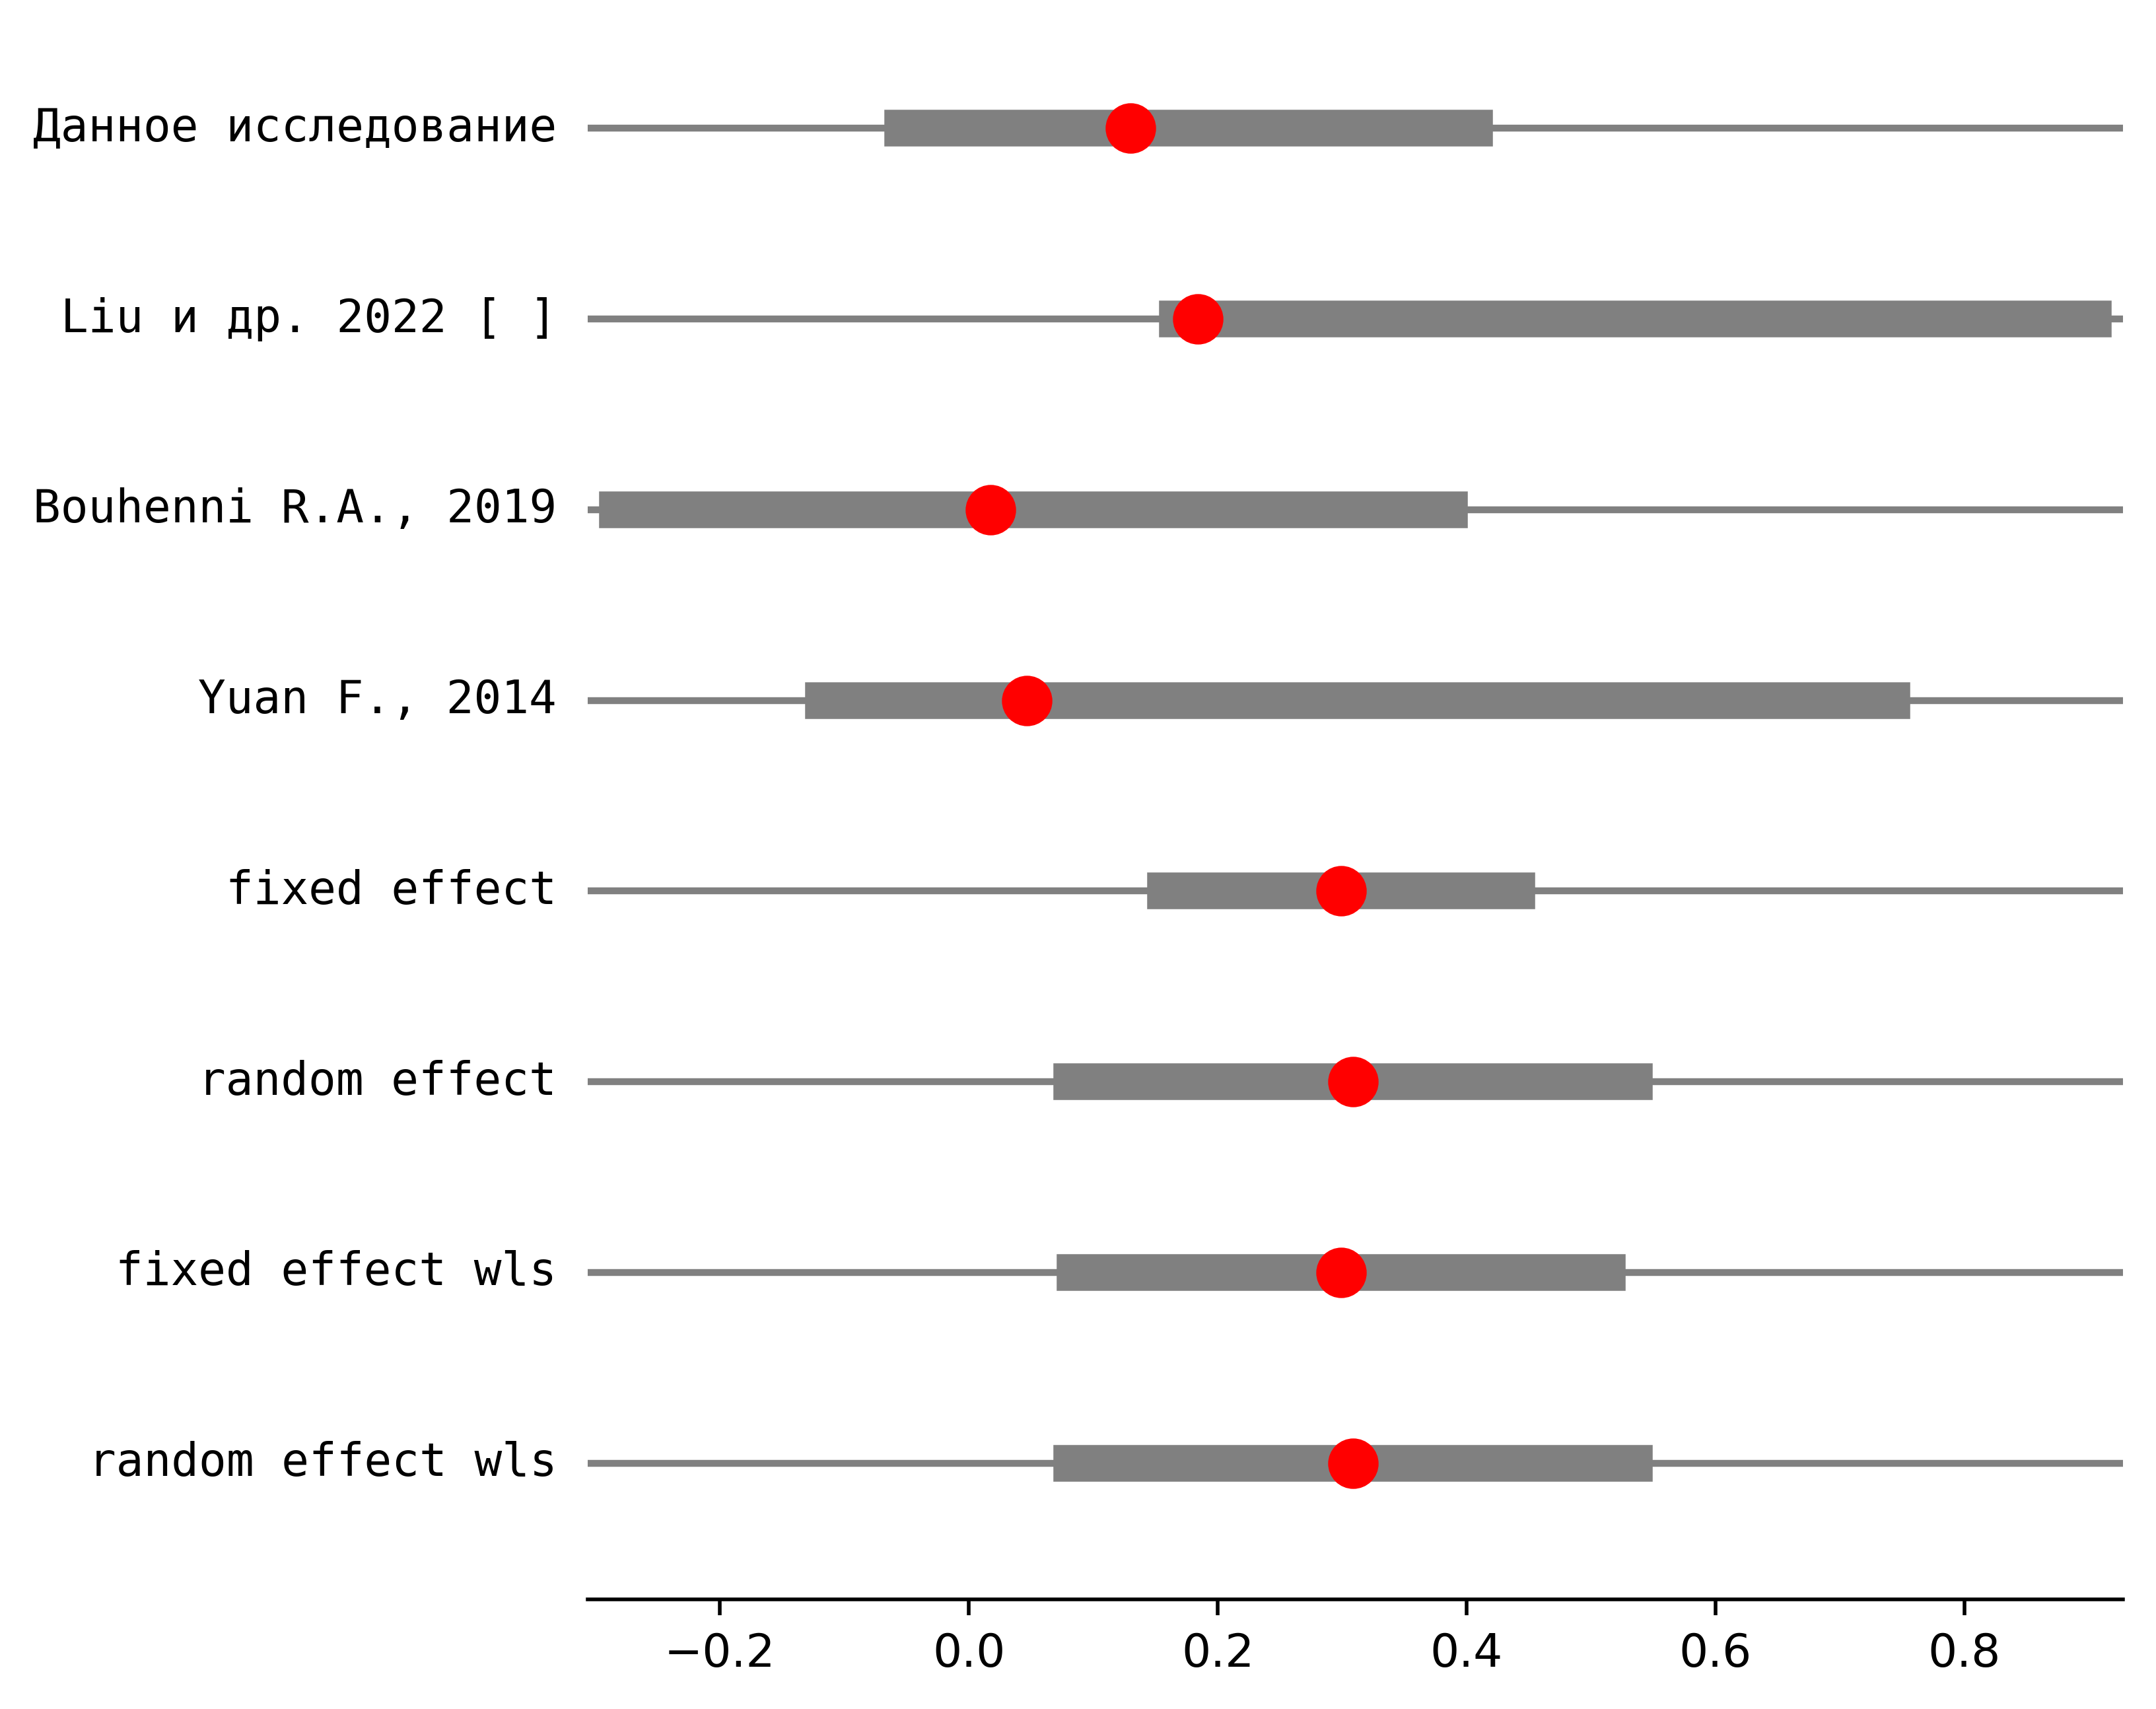 Данное исследование
Liu и др. 2022 [ ]
Bouhenni R.A., 2019
Yuan F., 2014
fixed effect
random effect
fixed effect wls
random effect wls
−0.2 0.0 0.2 0.4 0.6 0.8